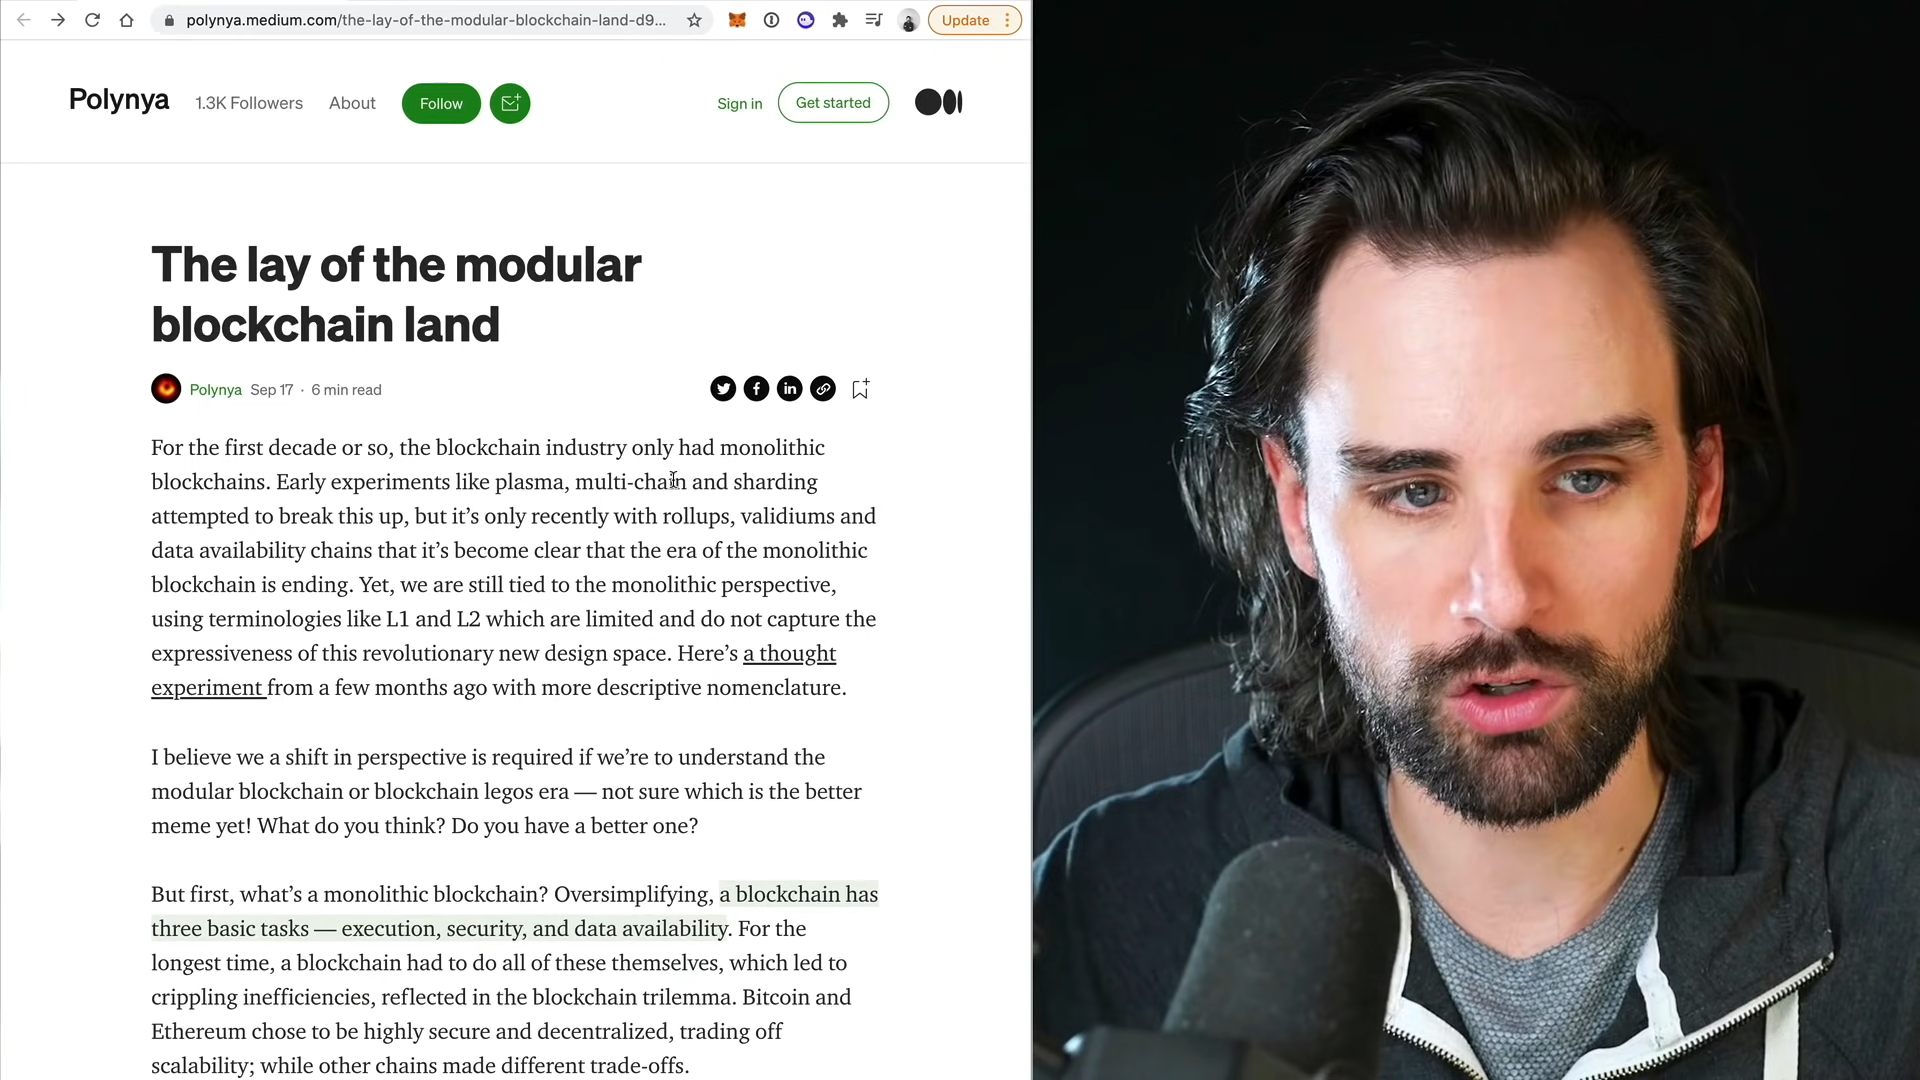 polynya.medium.com/the-lay-of-the-modular-blockchain-land-d9...
Update
Polynya
1.3K Followers
About
Follow
Sign in
Get started
The lay of the modular
blockchain land
Polynya Sep 17 · 6 min read
For the first decade or so, the blockchain industry only had monolithic
blockchains. Early experiments like plasma, multi-chain and sharding
attempted to break this up, but it’s only recently with rollups, validiums and
data availability chains that it’s become clear that the era of the monolithic
blockchain is ending. Yet, we are still tied to the monolithic perspective,
using terminologies like L1 and L2 which are limited and do not capture the
expressiveness of this revolutionary new design space. Here’s a thought
experiment from a few months ago with more descriptive nomenclature.
I believe we a shift in perspective is required if we’re to understand the
modular blockchain or blockchain legos era — not sure which is the better
meme yet! What do you think? Do you have a better one?
But first, what’s a monolithic blockchain? Oversimplifying, a blockchain has
three basic tasks — execution, security, and data availability. For the
longest time, a blockchain had to do all of these themselves, which led to
crippling inefficiencies, reflected in the blockchain trilemma. Bitcoin and
Ethereum chose to be highly secure and decentralized, trading off
scalability; while other chains made different trade-offs.